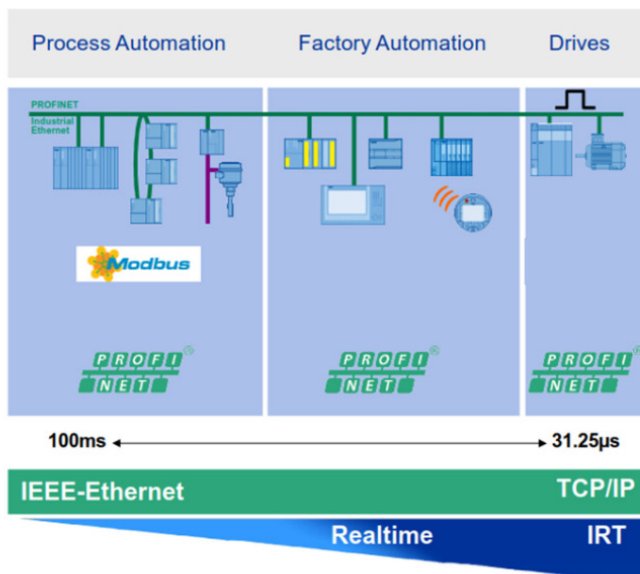 Process Automation
Factory Automation
Drives
PROFINET
Industrial
Ethernet
Modbus
PROFI
NET
PROFI
NET
PROFI
NET
100ms
31.25µs
IEEE-Ethernet
TCP/IP
Realtime
IRT